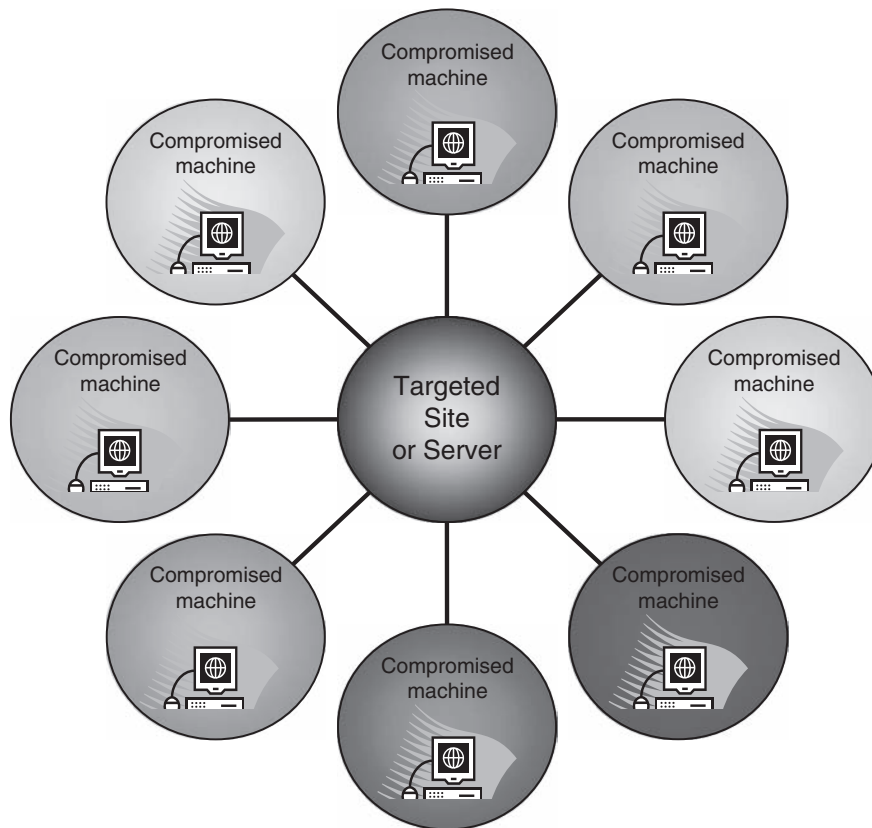 Compromised
machine
Compromised
machine
Compromised
machine
Compromised
machine
Targeted
Site
or Server
Compromised
machine
Compromised
machine
Compromised
machine
Compromised
machine